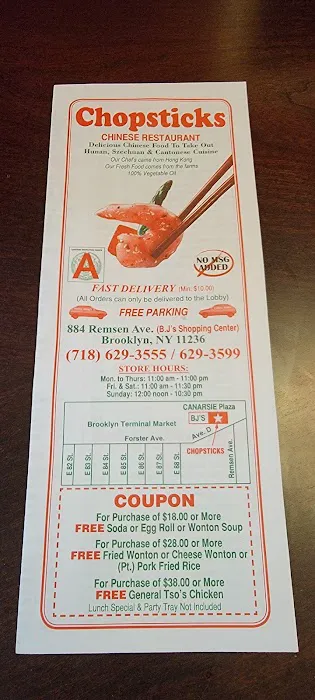 Chopsticks
CHINESE RESTAURANT
Delicious Chinese Food To Take Out
Hunan, Szechuan & Cantonese Cuisine
Our Chef's came from Hong Kong
Our Fresh Food comes from the farms
100% Vegetable Oil
A
NO MSG
ADDED
FAST DELIVERY (Min. $10.00)
(All Orders can only be delivered to the Lobby)
FREE PARKING
884 Remsen Ave. (B.J's Shopping Center)
Brooklyn, NY 11236
(718) 629-3555 / 629-3599
STORE HOURS:
Mon. to Thurs: 11:00 am - 11:00 pm
Fri. & Sat.: 11:00 am - 11:30 pm
Sunday: 12:00 noon - 10:30 pm
CANARSIE Plaza
BJ'S
Brooklyn Terminal Market
Ave. D
Forster Ave.
CHOPSTICKS
Remsen Ave.
E 82 St.
E 83 St.
E 84 St.
E 85 St.
E 86 St.
E 87 St.
E 88 St.
COUPON
For Purchase of $18.00 or More
FREE Soda or Egg Roll or Wonton Soup
For Purchase of $28.00 or More
FREE Fried Wonton or Cheese Wonton or
(Pt.) Pork Fried Rice
For Purchase of $38.00 or More
FREE General Tso's Chicken
Lunch Special & Party Tray Not Included